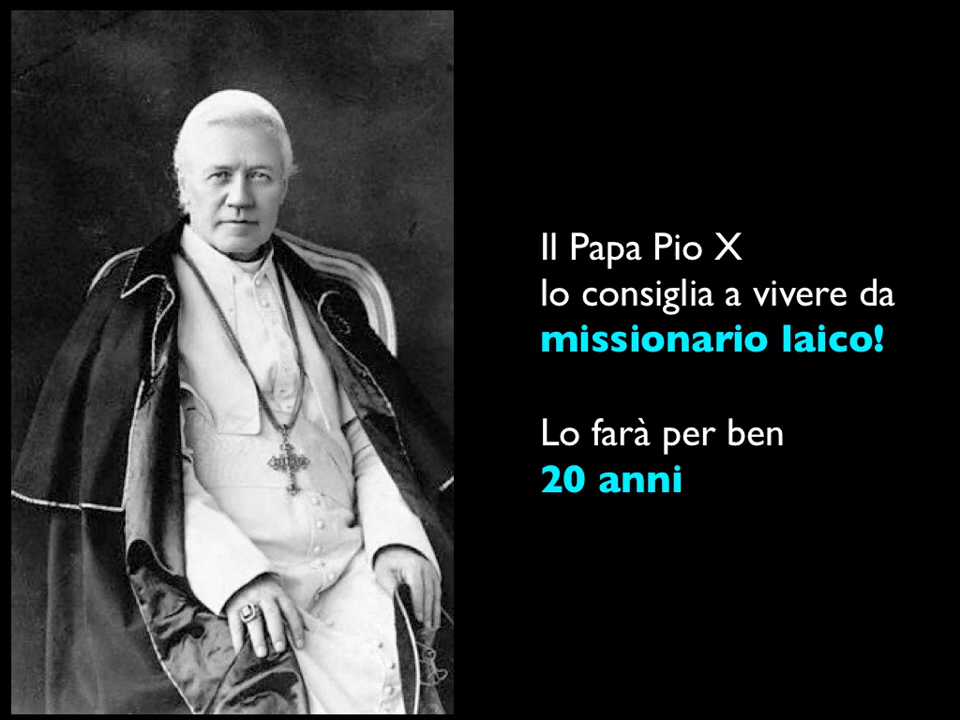 Il Papa Pio X
lo consiglia a vivere da
missionario laico!
Lo farà per ben
20 anni